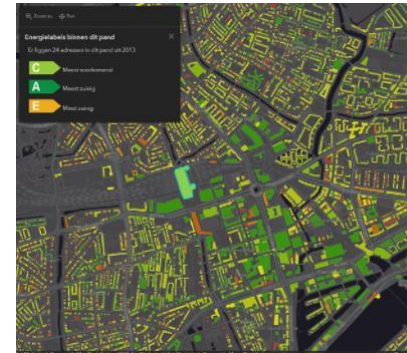 Zoom to Pan
Energielabels binnen dit pand
Er liggen 24 adressen in dit pand uit 2013
C Meest voorkomend
A Meest zuinig
E Minst zuinig